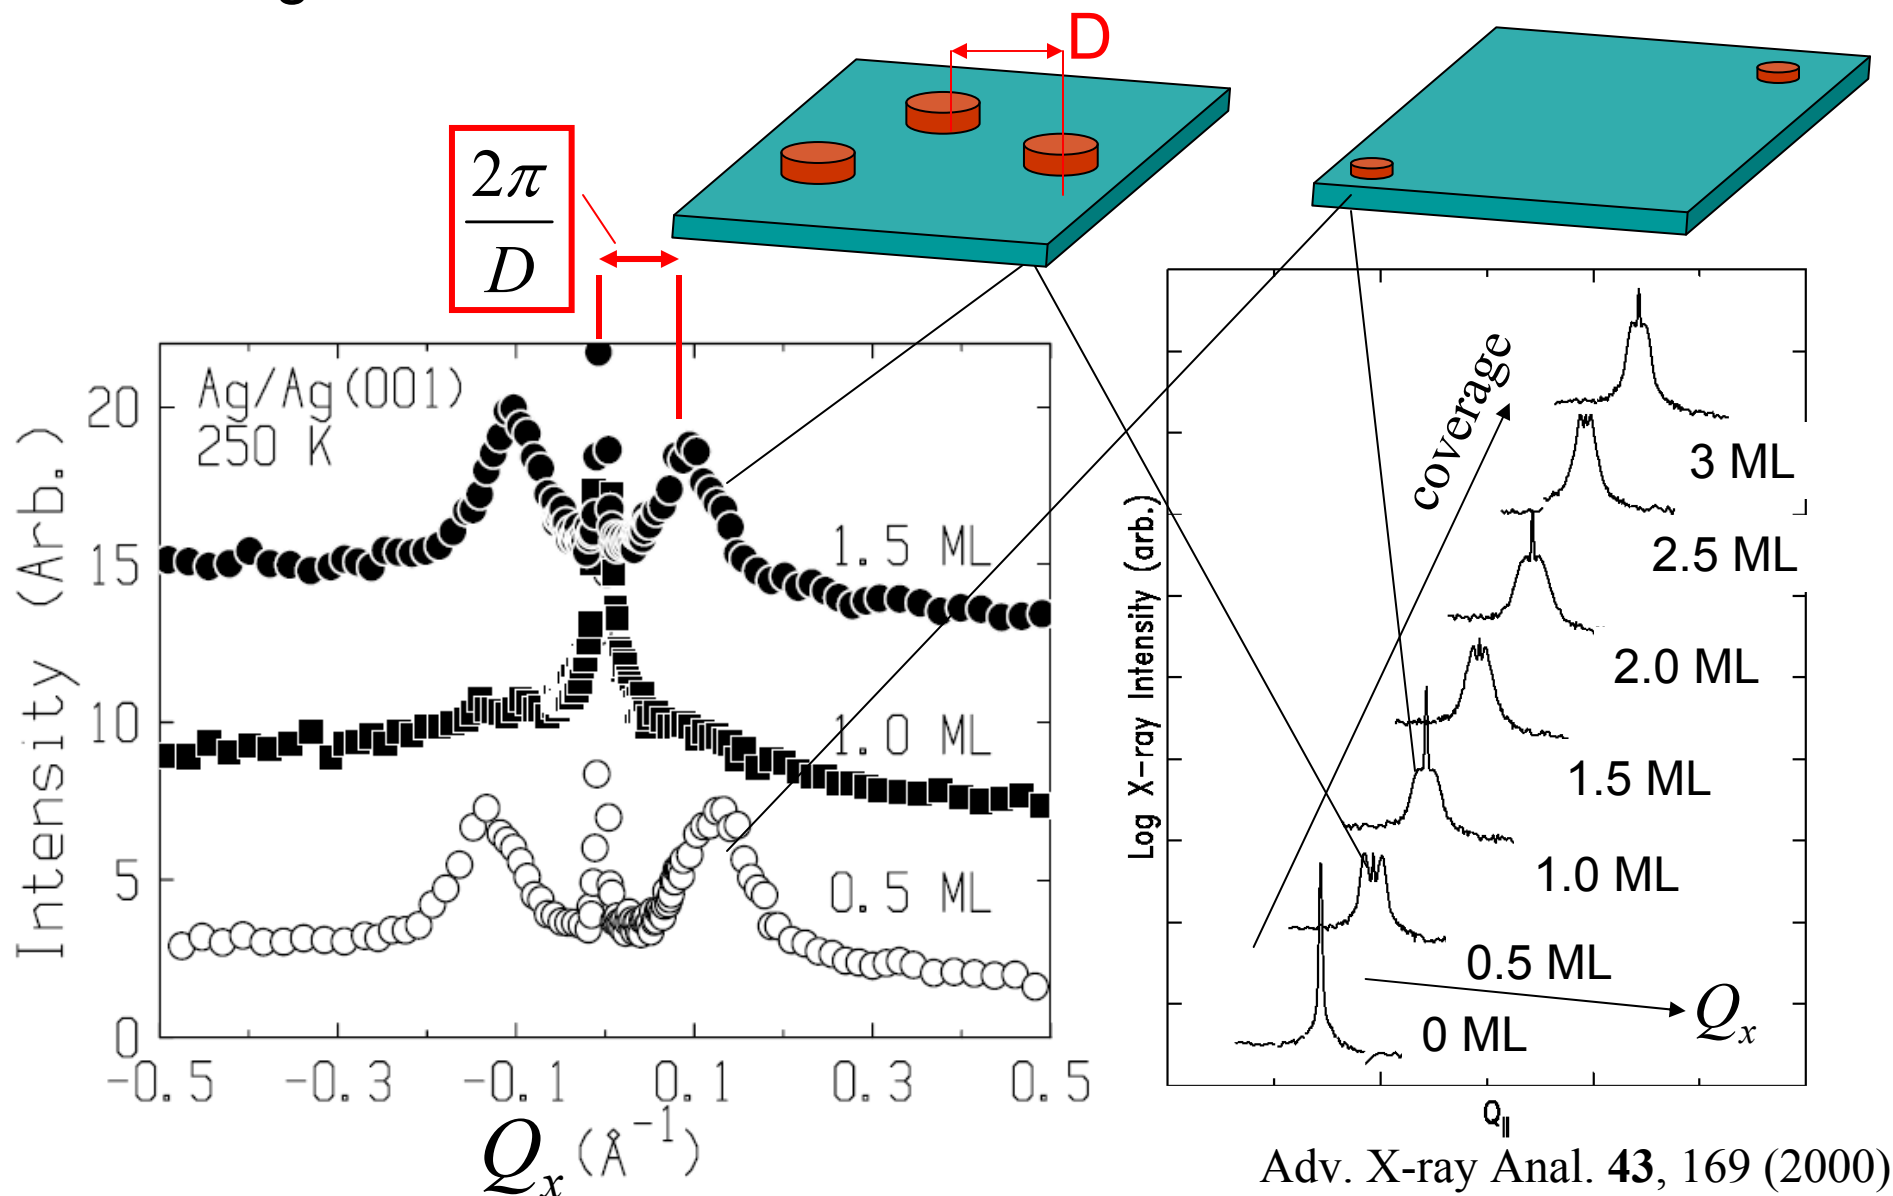 D
2π
D
Ag/Ag(001)
250 K
20
15
10
5
0
Intensity (Arb.)
1.5 ML
1.0 ML
0.5 ML
-0.5
-0.3
-0.1
0.1
0.3
0.5
Qx (Å⁻¹)
coverage
Log X-ray Intensity (arb.)
3 ML
2.5 ML
2.0 ML
1.5 ML
1.0 ML
0.5 ML
0 ML
Qx
Q||
Adv. X-ray Anal. 43, 169 (2000)